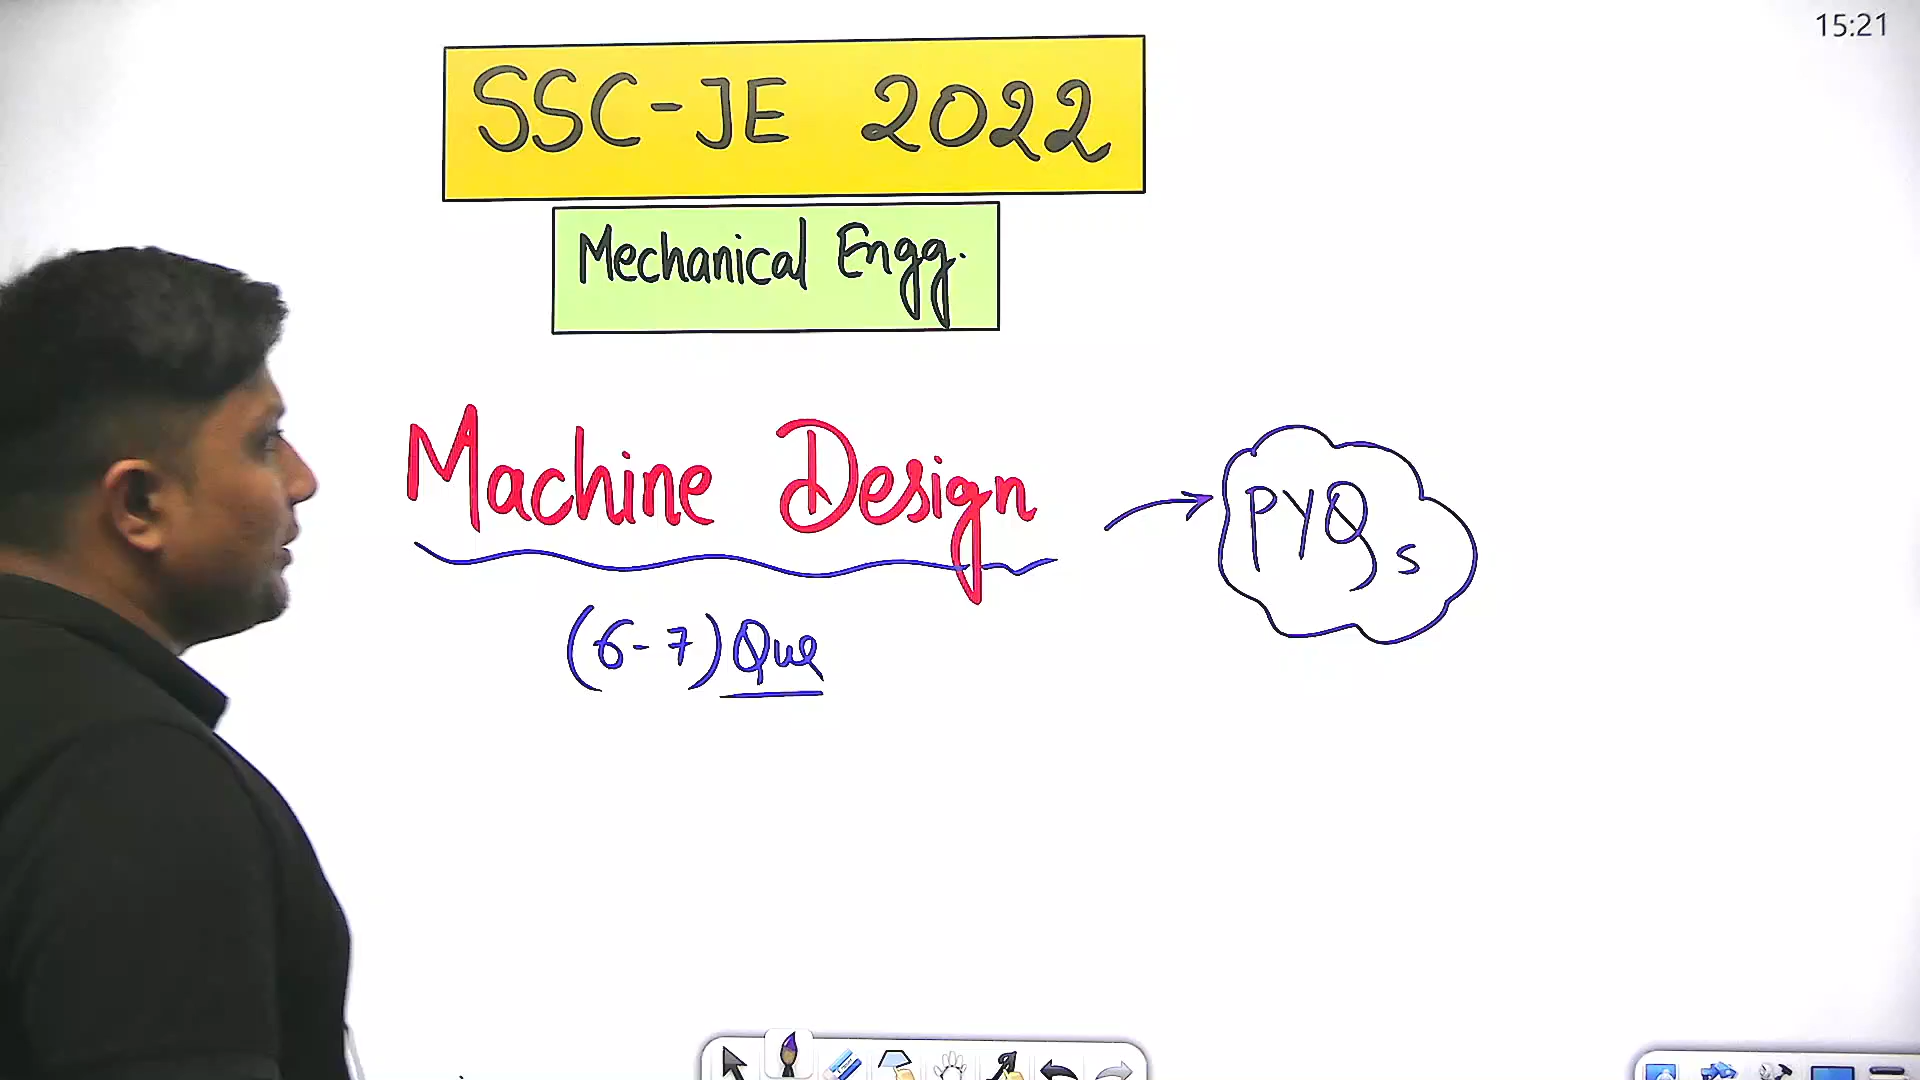 15:21
SSC-JE 2022
Mechanical Engg.
Machine Design
PYQs
(6-7) Que